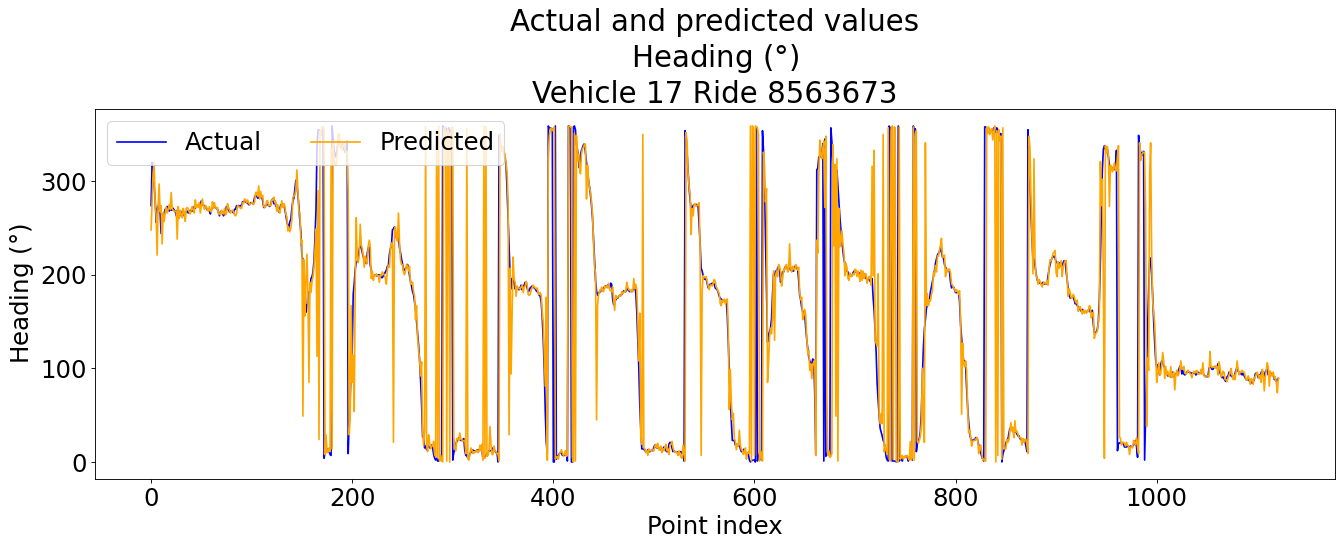 Actual and predicted values
Heading (°)
Vehicle 17 Ride 8563673
Actual Predicted
Heading (°)
300
200
100
0
0 200 400 600 800 1000
Point index